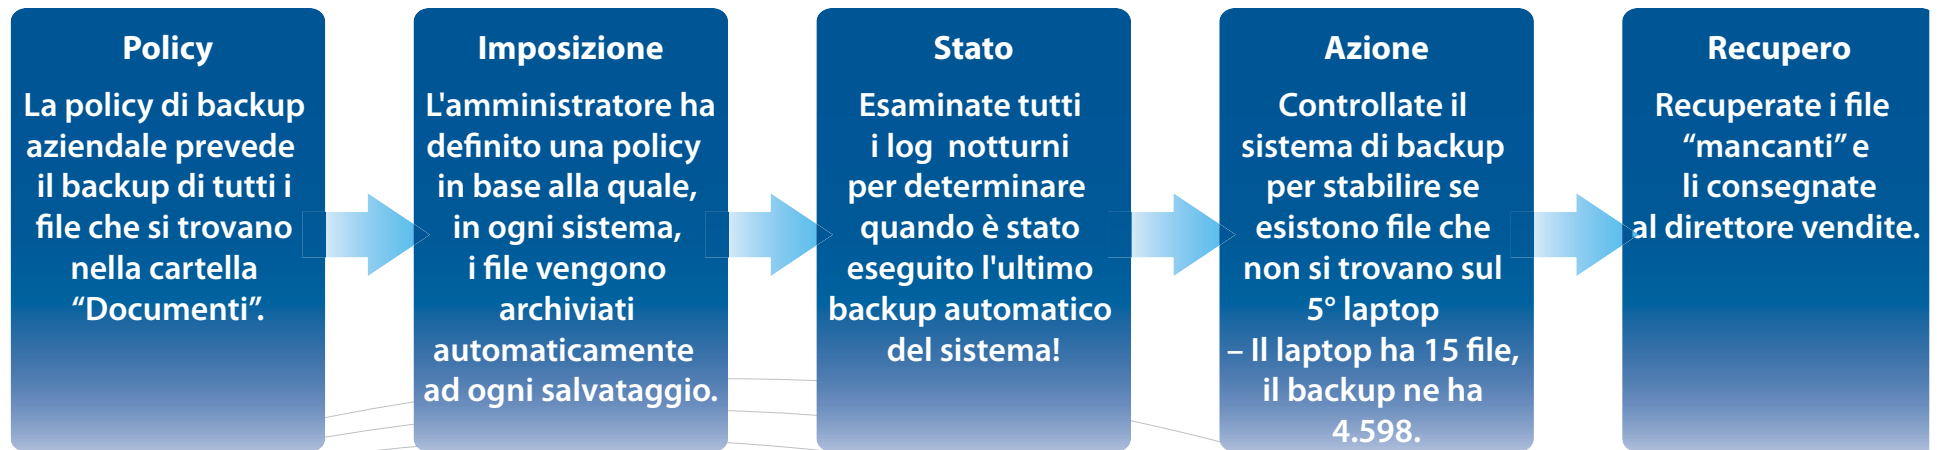 Policy
La policy di backup
aziendale prevede
il backup di tutti i
file che si trovano
nella cartella
“Documenti”.
Imposizione
L'amministratore ha
definito una policy
in base alla quale,
in ogni sistema,
i file vengono
archiviati
automaticamente
ad ogni salvataggio.
Stato
Esaminate tutti
i log notturni
per determinare
quando è stato
eseguito l'ultimo
backup automatico
del sistema!
Azione
Controllate il
sistema di backup
per stabilire se
esistono file che
non si trovano sul
5° laptop
– Il laptop ha 15 file,
il backup ne ha
4.598.
Recupero
Recuperate i file
“mancanti” e
li consegnate
al direttore vendite.